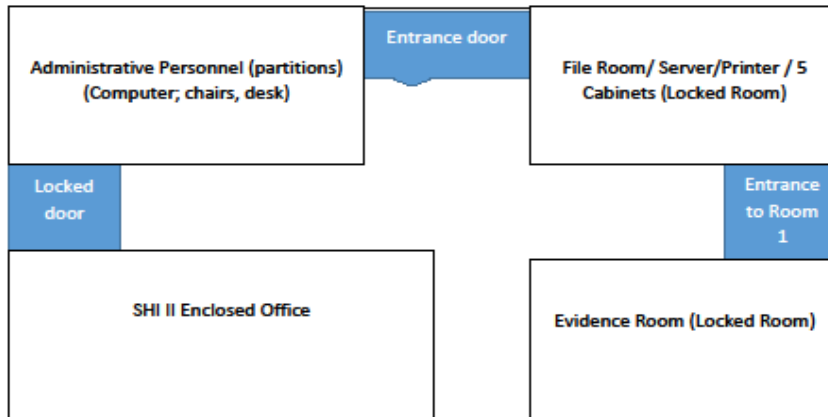 Administrative Personnel (partitions)
(Computer; chairs, desk)
Entrance door
File Room/ Server/Printer / 5
Cabinets (Locked Room)
Locked
door
Entrance
to Room
1
SHI II Enclosed Office
Evidence Room (Locked Room)